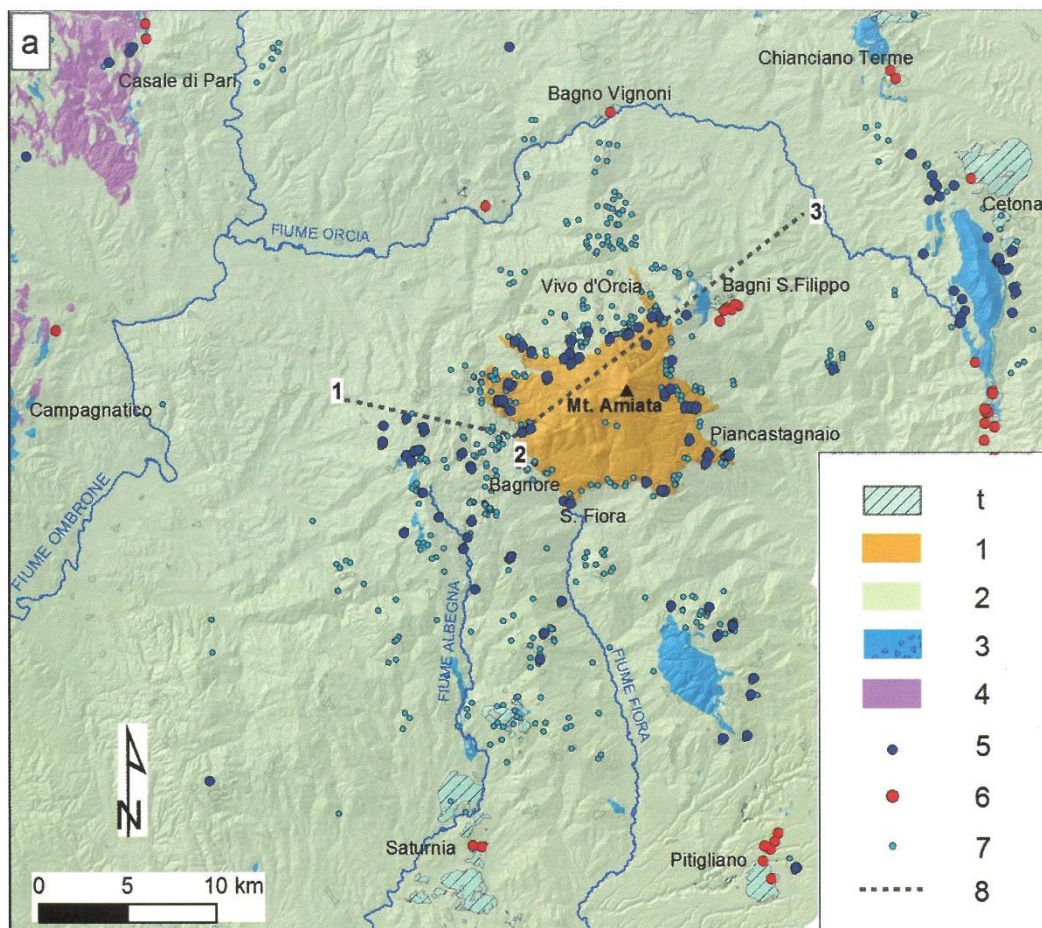 a
Casale di Pari
Chianciano Terme
Bagno Vignoni
Cetona
3
FIUME ORCIA
Vivo d'Orcia
Bagni S.Filippo
1
Mt. Amiata
Campagnatico
2
Piancastagnaio
Bagnore
S. Fiora
FIUME OMBRONE
FIUME ALBEGNA
FIUME FIORA
N
Saturnia
Pitigliano
0 5 10 km
t
1
2
3
4
5
6
7
8